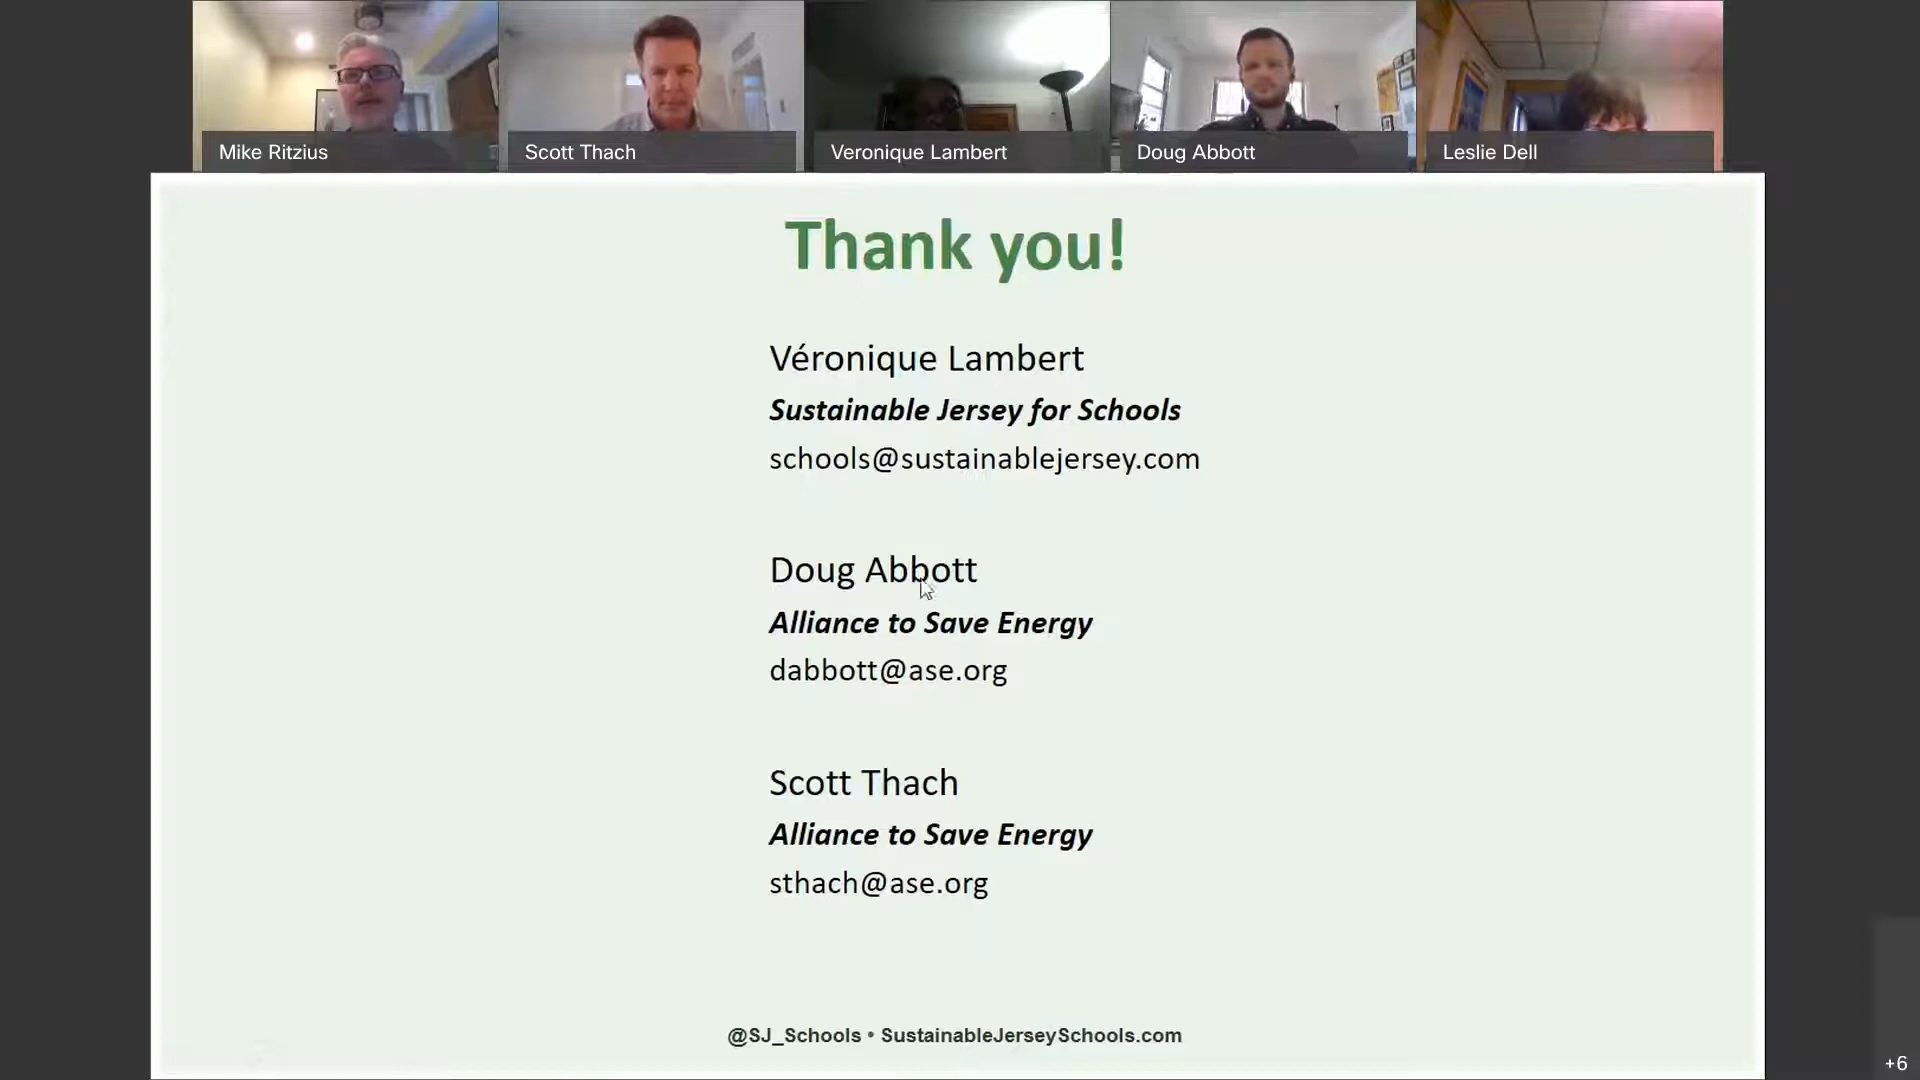 Mike Ritzius
Scott Thach
Veronique Lambert
Doug Abbott
Leslie Dell
Thank you!
Véronique Lambert
Sustainable Jersey for Schools
schools@sustainablejersey.com
Doug Abbott
Alliance to Save Energy
dabbott@ase.org
Scott Thach
Alliance to Save Energy
sthach@ase.org
@SJ_Schools • SustainableJerseySchools.com
+6